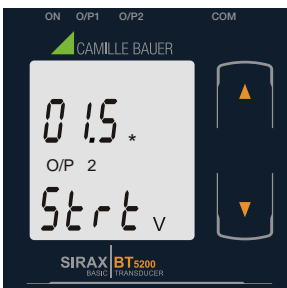 ON O/P1 O/P2 COM
CAMILLE BAUER
01.5 *
O/P 2
Strt V
SIRAX BT5200
BASIC TRANSDUCER